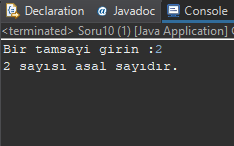 Declaration Javadoc Console
<terminated> Soru10 (1) [Java Application] C
Bir tamsayi girin :2
2 sayısı asal sayıdır.